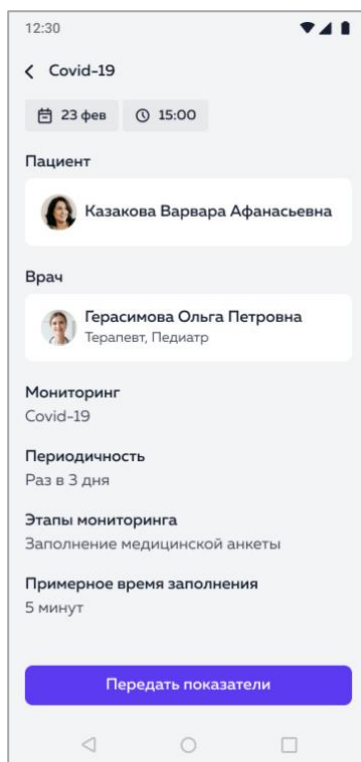 12:30
Covid-19
23 фев 15:00
Пациент
Казакова Варвара Афанасьевна
Врач
Герасимова Ольга Петровна
Терапевт, Педиатр
Мониторинг
Covid-19
Периодичность
Раз в 3 дня
Этапы мониторинга
Заполнение медицинской анкеты
Примерное время заполнения
5 минут
Передать показатели